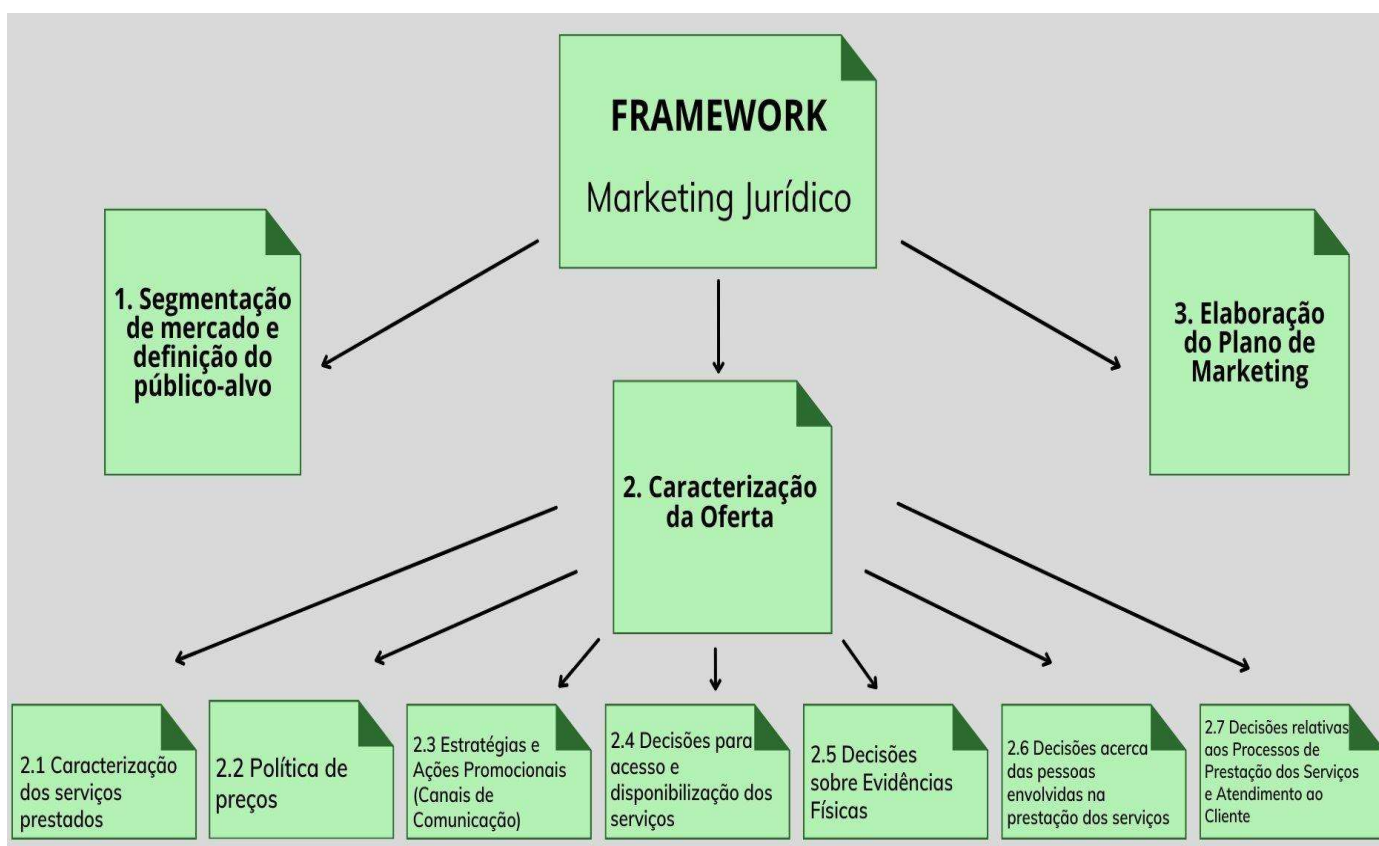 FRAMEWORK
Marketing Jurídico
1. Segmentação
de mercado e
definição do
público-alvo
3. Elaboração
do Plano de
Marketing
2. Caracterização
da Oferta
2.1 Caracterização
dos serviços
prestados
2.2 Política de
preços
2.3 Estratégias e
Ações Promocionais
(Canais de
Comunicação)
2.4 Decisões para
acesso e
disponibilização dos
serviços
2.5 Decisões
sobre Evidências
Físicas
2.6 Decisões acerca
das pessoas
envolvidas na
prestação dos serviços
2.7 Decisões relativas
aos Processos de
Prestação dos Serviços
e Atendimento ao
Cliente